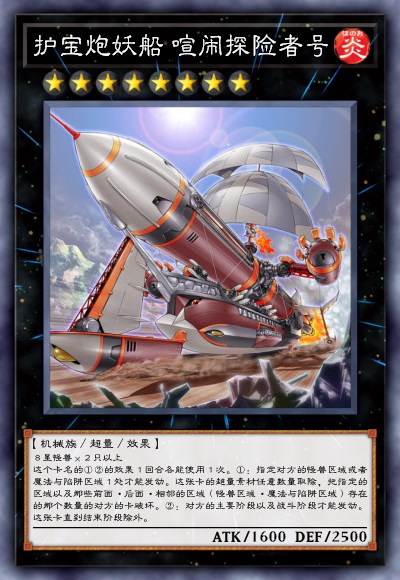 护宝炮妖船 喧闹探险者号
ほのお
炎
【机械族/超量/效果】
8星怪兽×2只以上
这个卡名的①②的效果1回合各能使用1次。①:指定对方的怪兽区域或者
魔法与陷阱区域1处才能发动。这张卡的超量素材任意数量取除,把指定的
区域以及那些前面·后面·相邻的区域(怪兽区域·魔法与陷阱区域)存在
的那个数量的对方的卡破坏。②:对方的主要阶段以及战斗阶段才能发动。
这张卡直到结束阶段除外。
ATK/1600 DEF/2500